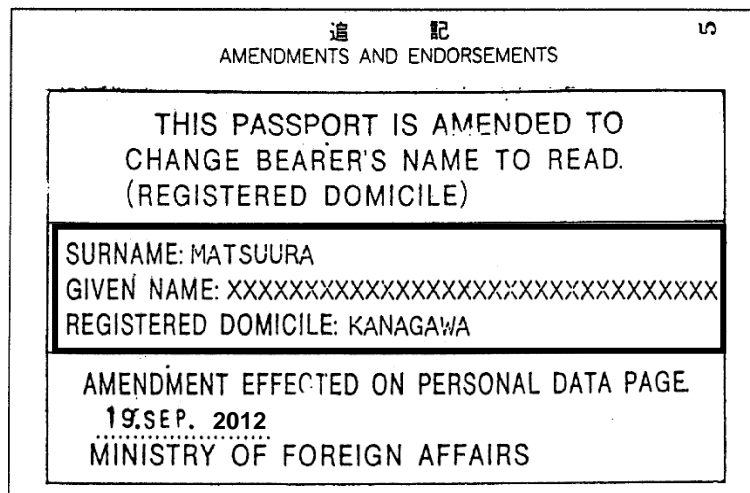 追 記
5
AMENDMENTS AND ENDORSEMENTS
THIS PASSPORT IS AMENDED TO
CHANGE BEARER'S NAME TO READ.
(REGISTERED DOMICILE)
SURNAME: MATSUURA
GIVEN NAME: XXXXXXXXXXXXXXXXXXXXXXXXXXXXXXXX
REGISTERED DOMICILE: KANAGAWA
AMENDMENT EFFECTED ON PERSONAL DATA PAGE
19.SEP. 2012
MINISTRY OF FOREIGN AFFAIRS